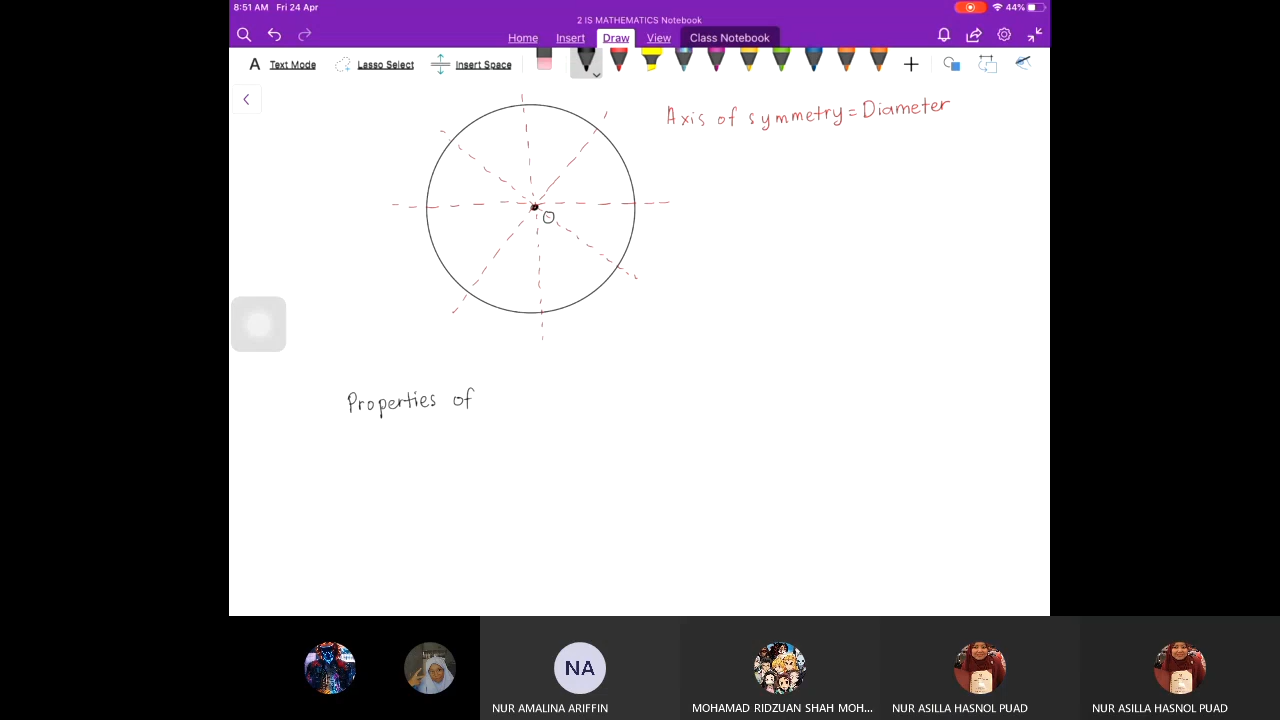 8:51 AM Fri 24 Apr
44%
2 IS MATHEMATICS Notebook
Home Insert Draw View Class Notebook
A Text Mode Lasso Select Insert Space
Axis of symmetry = Diameter
O
Properties of
NA
NUR AMALINA ARIFFIN
MOHAMAD RIDZUAN SHAH MOH...
NUR ASILLA HASNOL PUAD
NUR ASILLA HASNOL PUAD